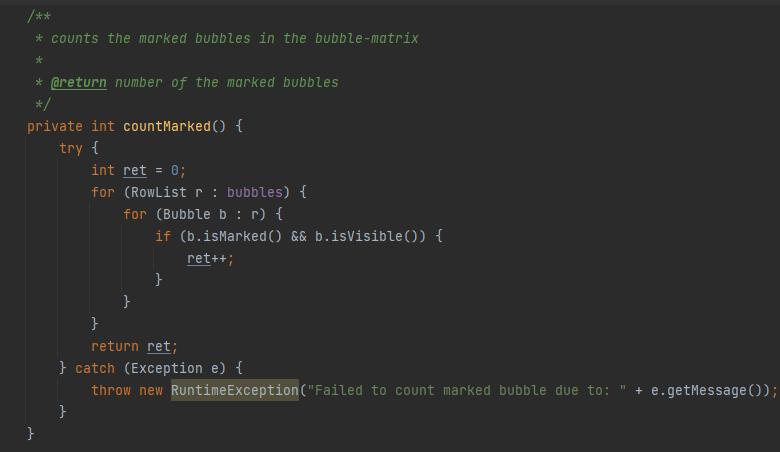 /**
 * counts the marked bubbles in the bubble-matrix
 *
 * @return number of the marked bubbles
 */
private int countMarked() {
    try {
        int ret = 0;
        for (RowList r : bubbles) {
            for (Bubble b : r) {
                if (b.isMarked() && b.isVisible()) {
                    ret++;
                }
            }
        }
        return ret;
    } catch (Exception e) {
        throw new RuntimeException("Failed to count marked bubble due to: " + e.getMessage());
    }
}